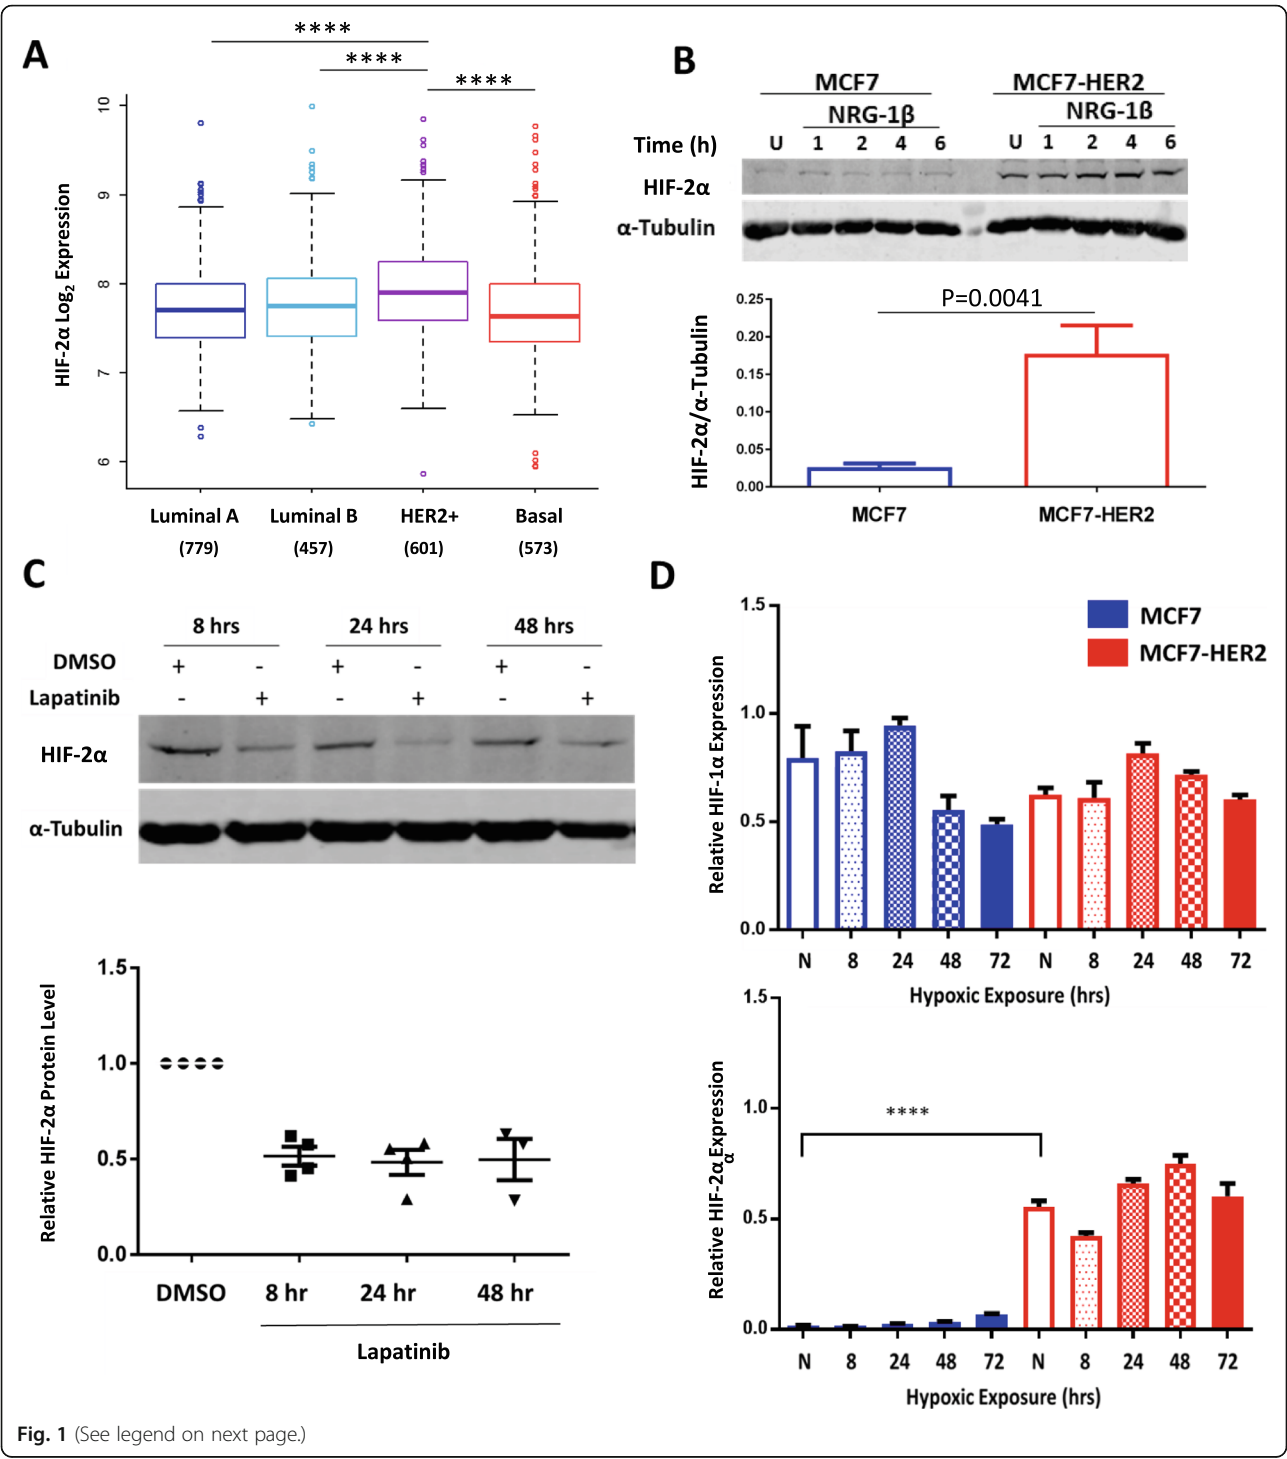 A
****
****
****
HIF-2α Log2 Expression
10
9
8
7
6
Luminal A
Luminal B
HER2+
Basal
(779)
(457)
(601)
(573)
B
MCF7
MCF7-HER2
NRG-1β
NRG-1ß
Time (h)
U
1
2
4
6
U
1
2
4
6
HIF-2α
α-Tubulin
P=0.0041
HIF-2α/α-Tubulin
0.25
0.20
0.15
0.10
0.05
0.00
MCF7
MCF7-HER2
C
8 hrs
24 hrs
48 hrs
DMSO
+
-
+
-
+
-
Lapatinib
-
+
-
+
-
+
HIF-2α
α-Tubulin
Relative HIF-2α Protein Level
1.5
1.0
0.5
0.0
DMSO
8 hr
24 hr
48 hr
Lapatinib
D
MCF7
MCF7-HER2
Relative HIF-1α Expression
1.5
1.0
0.5
0.0
N
8
24
48
72
N
8
24
48
72
Hypoxic Exposure (hrs)
Relative HIF-2α Expression
α
1.5
1.0
0.5
0.0
****
N
8
24
48
72
N
8
24
48
72
Hypoxic Exposure (hrs)
Fig. 1 (See legend on next page.)